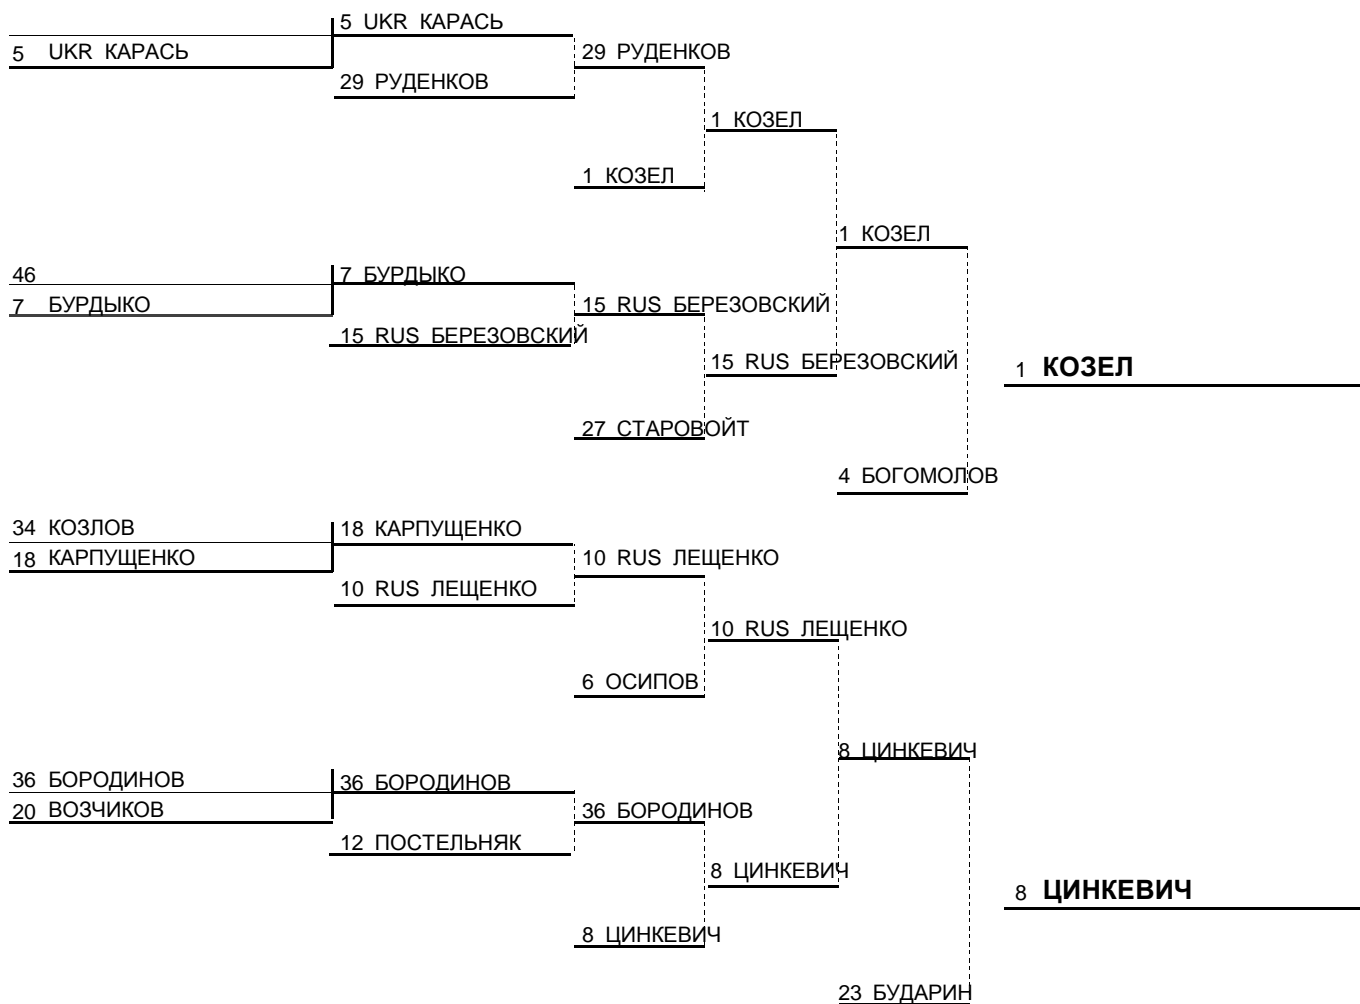 5 UKR КАРАСЬ
5 UKR КАРАСЬ
29 РУДЕНКОВ
29 РУДЕНКОВ
1 КОЗЕЛ
1 КОЗЕЛ
1 КОЗЕЛ
46
7 БУРДЫКО
7 БУРДЫКО
15 RUS БЕРЕЗОВСКИЙ
15 RUS БЕРЕЗОВСКИЙ
15 RUS БЕРЕЗОВСКИЙ
1 КОЗЕЛ
27 СТАРОВОЙТ
4 БОГОМОЛОВ
34 КОЗЛОВ
18 КАРПУЩЕНКО
18 КАРПУЩЕНКО
10 RUS ЛЕЩЕНКО
10 RUS ЛЕЩЕНКО
10 RUS ЛЕЩЕНКО
6 ОСИПОВ
8 ЦИНКЕВИЧ
36 БОРОДИНОВ
20 ВОЗЧИКОВ
36 БОРОДИНОВ
36 БОРОДИНОВ
12 ПОСТЕЛЬНЯК
8 ЦИНКЕВИЧ
8 ЦИНКЕВИЧ
8 ЦИНКЕВИЧ
23 БУДАРИН